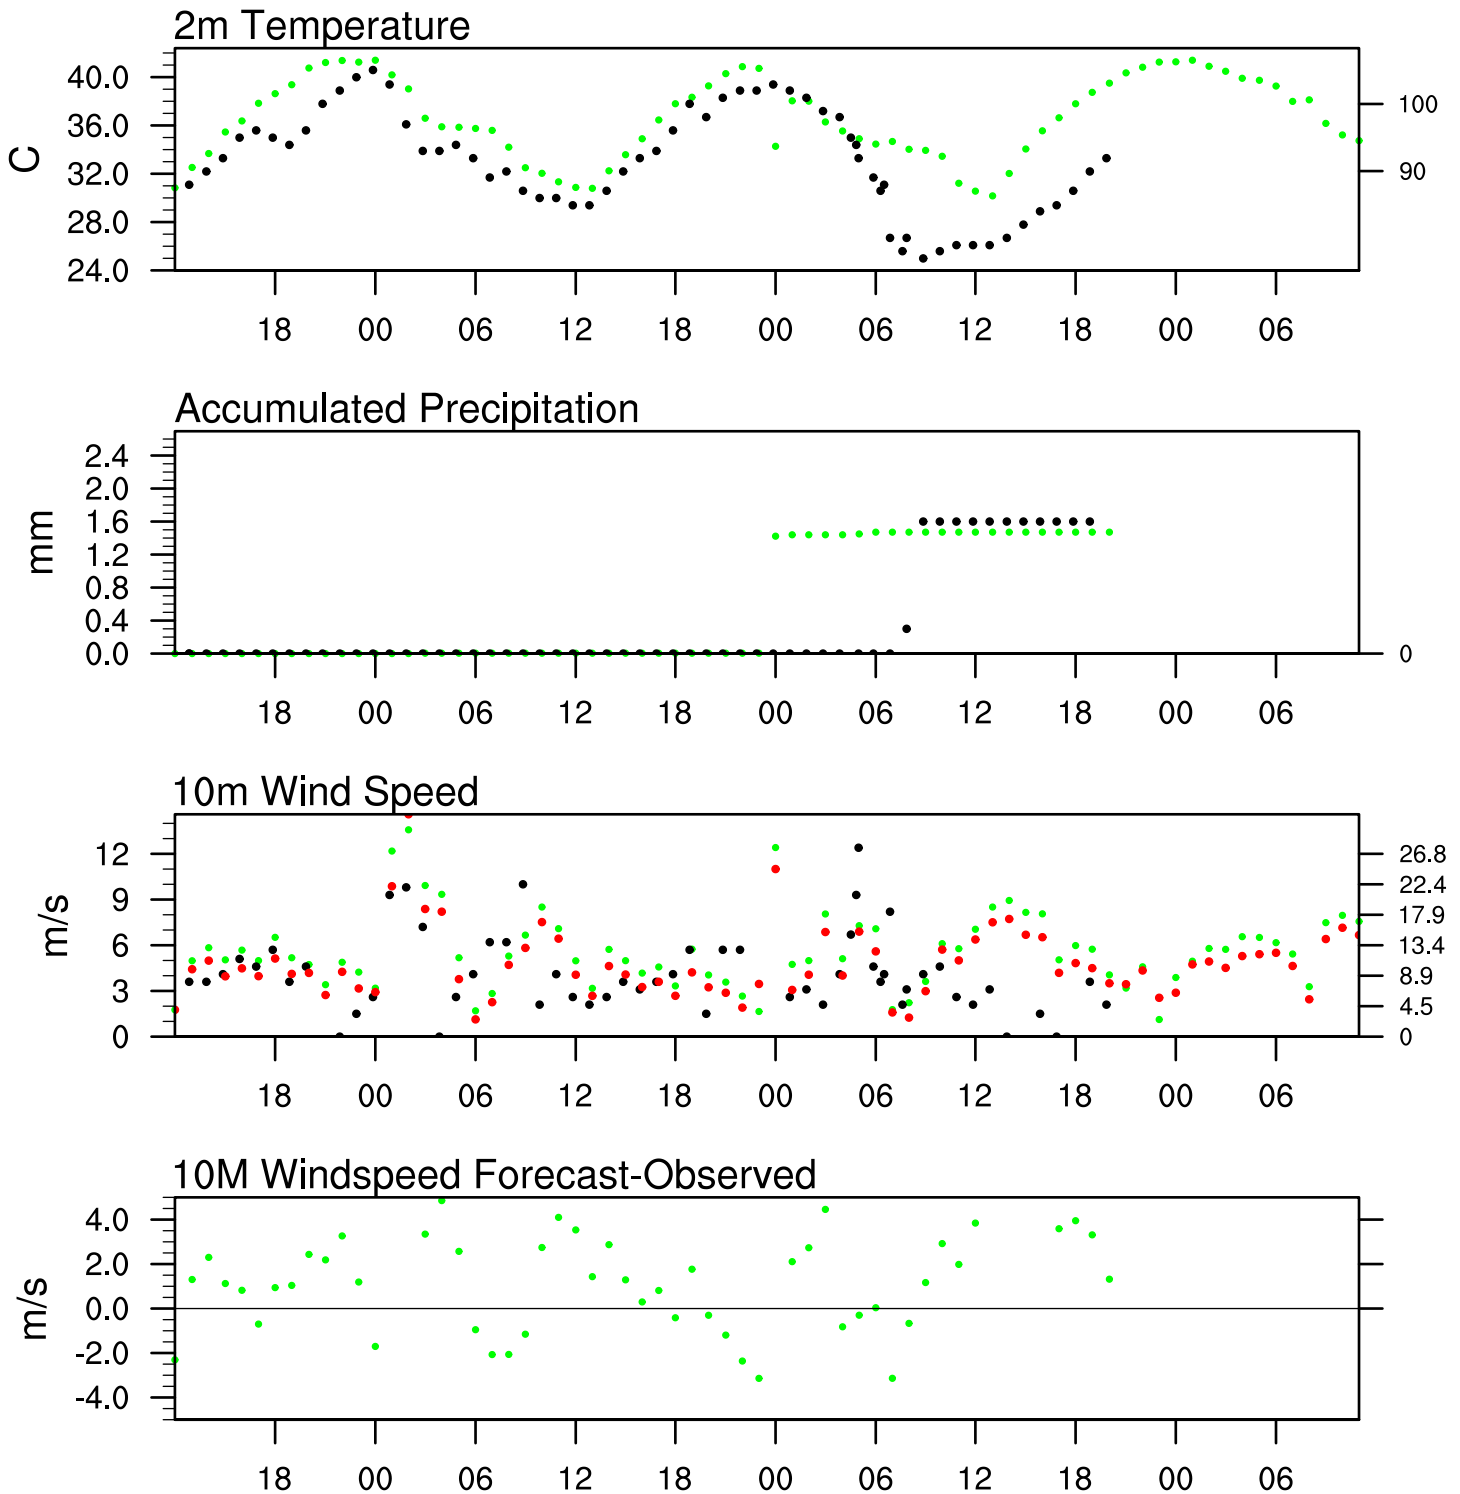 2m Temperature
40.0
36.0
32.0
28.0
24.0
C
100
90
18 00 06 12 18 00 06 12 18 00 06
Accumulated Precipitation
2.4
2.0
1.6
1.2
0.8
0.4
0.0
mm
0
18 00 06 12 18 00 06 12 18 00 06
10m Wind Speed
12
9
6
3
0
m/s
26.8
22.4
17.9
13.4
8.9
4.5
0
18 00 06 12 18 00 06 12 18 00 06
10M Windspeed Forecast-Observed
4.0
2.0
0.0
-2.0
-4.0
m/s
18 00 06 12 18 00 06 12 18 00 06